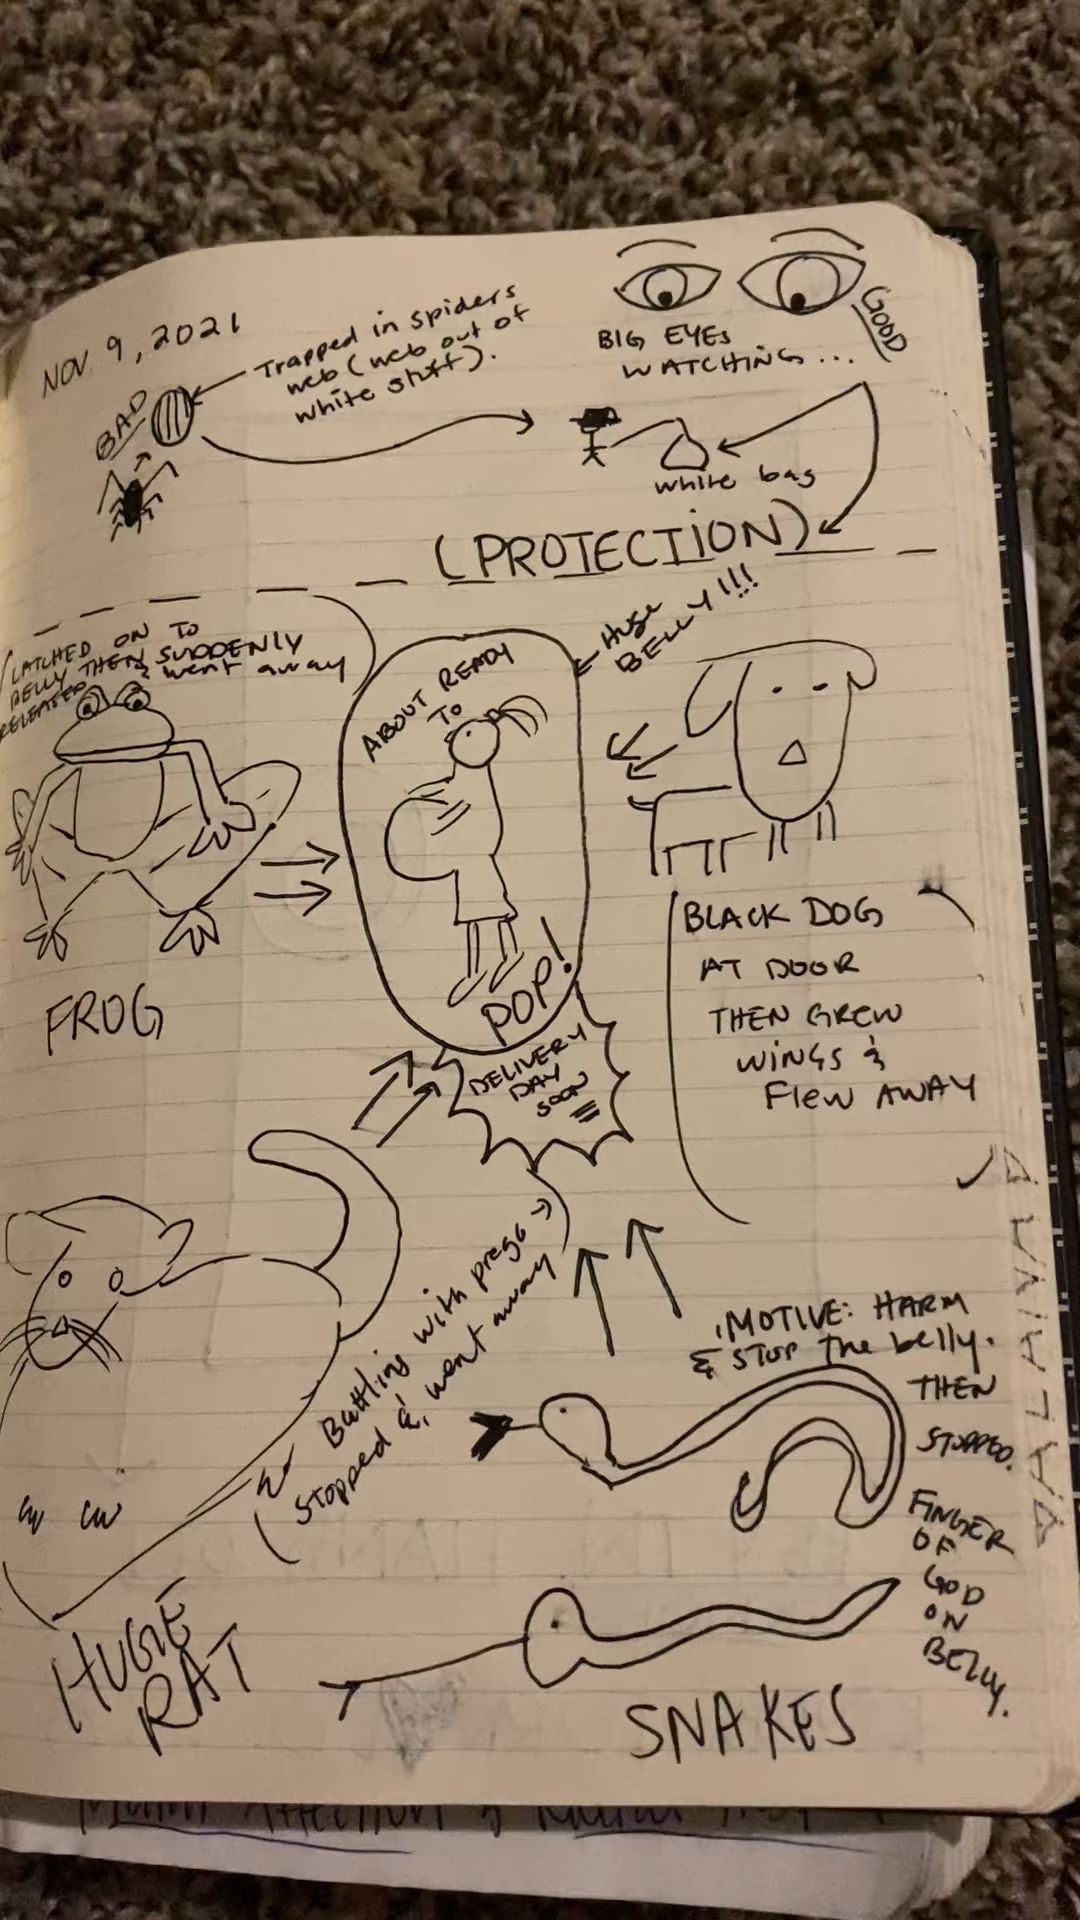 NOV. 9, 2021
BAD
Trapped in spiders
web (web out of
white stuff).
GOOD
BIG EYES
WATCHING...
white bag
(PROTECTION)
LATCHED ON TO
BELLY THEN SUDDENLY
RELEASED & went away
FROG
ABOUT READY
TO
POP!
DELIVERY
DAY
SOON
HUGE
BELLY!!!
BLACK DOG
AT DOOR
THEN GREW
WINGS &
FLEW AWAY
HUGE
RAT
Battling with prego
stopped &, went away
MOTIVE: HARM
& STOP The belly.
THEN
STOPPED.
FINGER
OF
GOD
ON
BELLY.
SNAKES